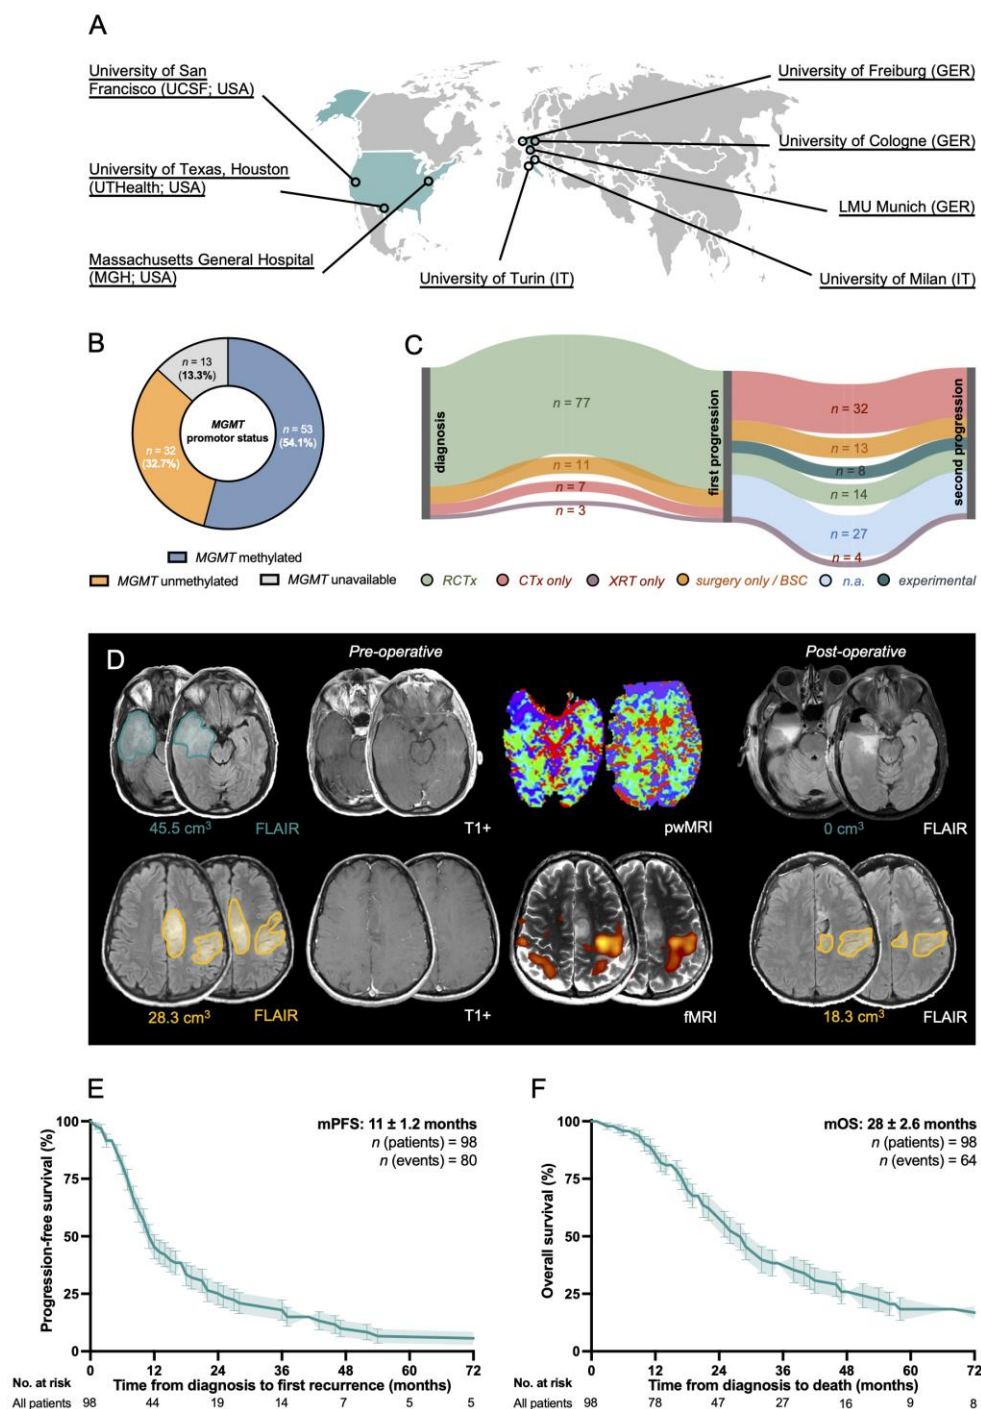 A
University of San
Francisco (UCSF; USA)
University of Texas, Houston
(UTHealth; USA)
Massachusetts General Hospital
(MGH; USA)
University of Turin (IT)
University of Freiburg (GER)
University of Cologne (GER)
LMU Munich (GER)
University of Milan (IT)
B
n = 13
(13.3%)
n = 53
(54.1%)
n = 32
(32.7%)
MGMT
promotor status
MGMT methylated
MGMT unmethylated
MGMT unavailable
C
diagnosis
n = 77
n = 11
n = 7
n = 3
first progression
n = 32
n = 13
n = 8
n = 14
n = 27
n = 4
second progression
RCTx
CTx only
XRT only
surgery only / BSC
n.a.
experimental
D
Pre-operative
Post-operative
45.5 cm³
FLAIR
T1+
pwMRI
0 cm³
FLAIR
28.3 cm³
FLAIR
T1+
fMRI
18.3 cm³
FLAIR
E
mPFS: 11 ± 1.2 months
n (patients) = 98
n (events) = 80
Progression-free survival (%)
100
75
50
25
0
0 12 24 36 48 60 72
Time from diagnosis to first recurrence (months)
No. at risk
All patients 98 44 19 14 7 5 5
F
mOS: 28 ± 2.6 months
n (patients) = 98
n (events) = 64
Overall survival (%)
100
75
50
25
0
0 12 24 36 48 60 72
Time from diagnosis to death (months)
No. at risk
All patients 98 78 47 27 16 9 8